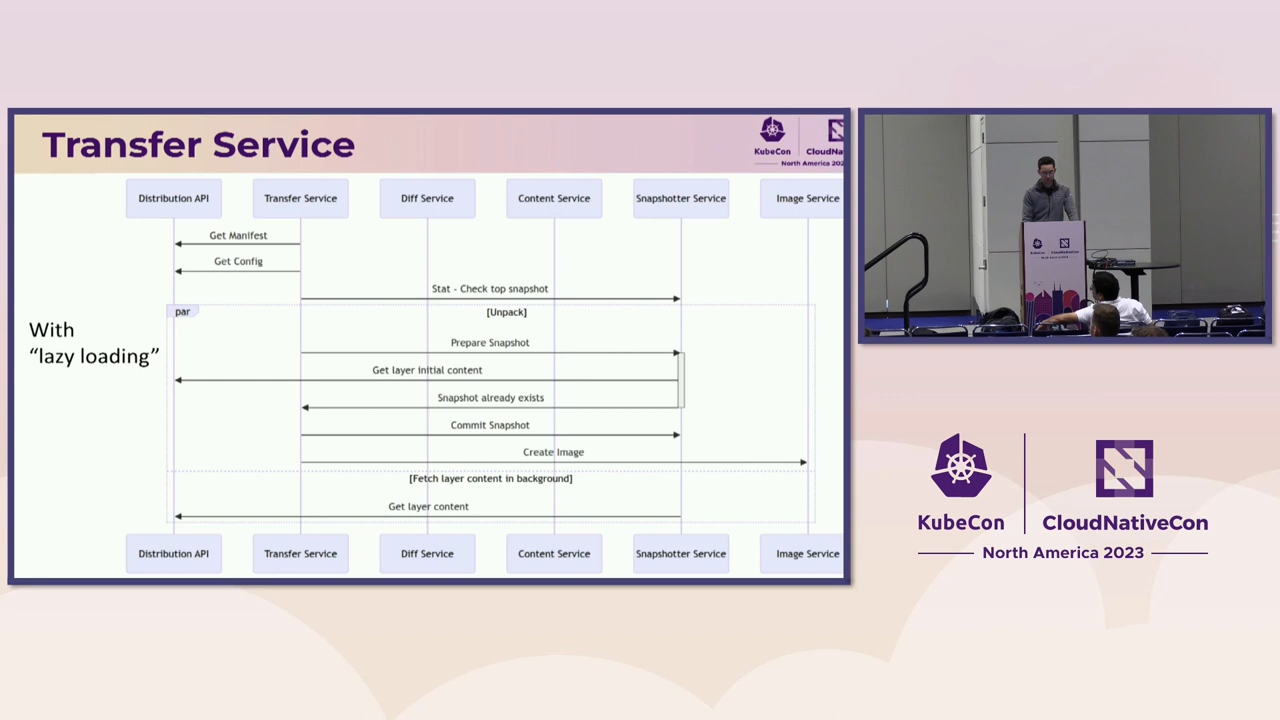 Transfer Service
KubeCon
CloudNa
North America 202
Distribution API
Transfer Service
Diff Service
Content Service
Snapshotter Service
Image Service
Get Manifest
Get Config
Stat - Check top snapshot
par
[Unpack]
With
“lazy loading”
Prepare Snapshot
Get layer initial content
Snapshot already exists
Commit Snapshot
Create Image
[Fetch layer content in background]
Get layer content
Distribution API
Transfer Service
Diff Service
Content Service
Snapshotter Service
Image Service
KubeCon
CloudNativeCon
North America 2023